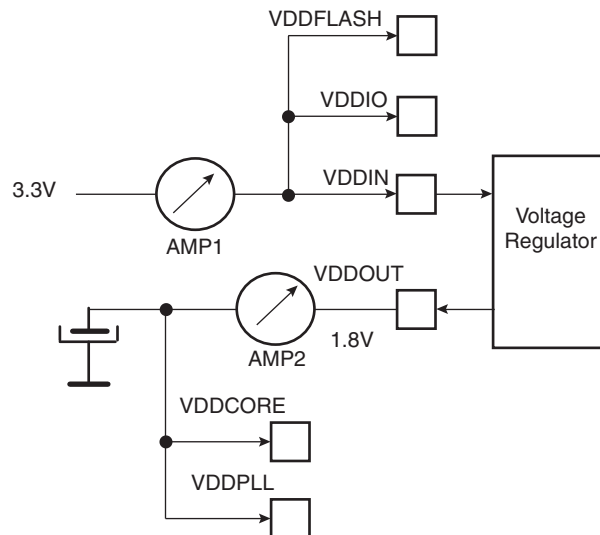 VDDFLASH
VDDIO
VDDIN
3.3V
AMP1
Voltage
Regulator
VDDOUT
1.8V
AMP2
VDDCORE
VDDPLL